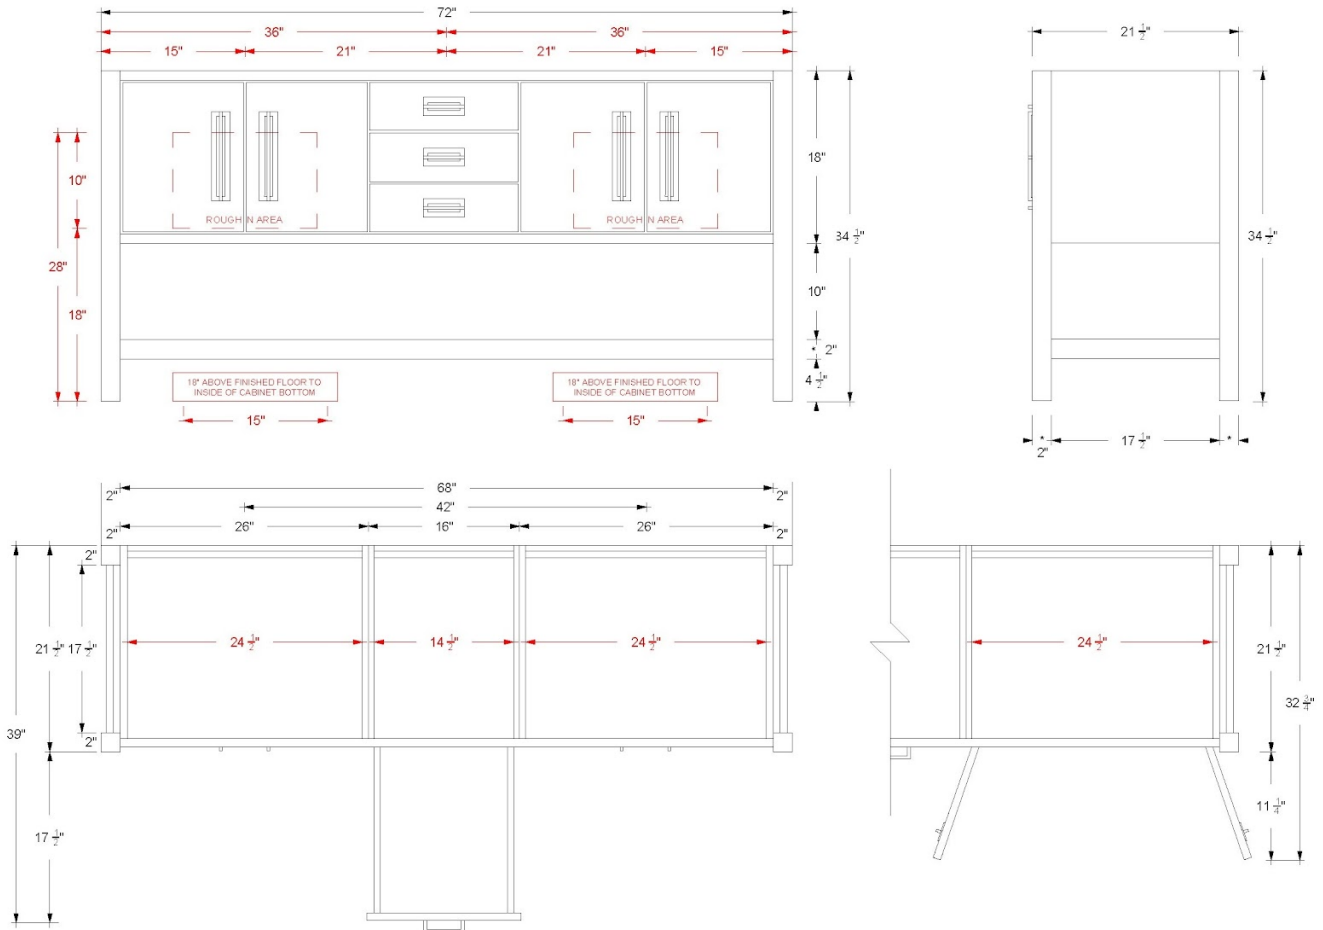 72"
36" 36"
15" 21" 21" 15"
10"
28"
18"
ROUGH N AREA
ROUGH N AREA
18"
34 1/2"
10"
* 2"
4 1/2"
18" ABOVE FINISHED FLOOR TO
INSIDE OF CABINET BOTTOM
15"
18" ABOVE FINISHED FLOOR TO
INSIDE OF CABINET BOTTOM
15"
21 1/2"
34 1/2"
* 17 1/2" *
2"
2" 68" 2"
42"
2" 26" 16" 26" 2"
2"
21 1/2" 17 1/2"
24 1/2" 14 1/2" 24 1/2"
39"
2"
17 1/2"
24 1/2"
21 1/2"
32 3/4"
11 1/4"